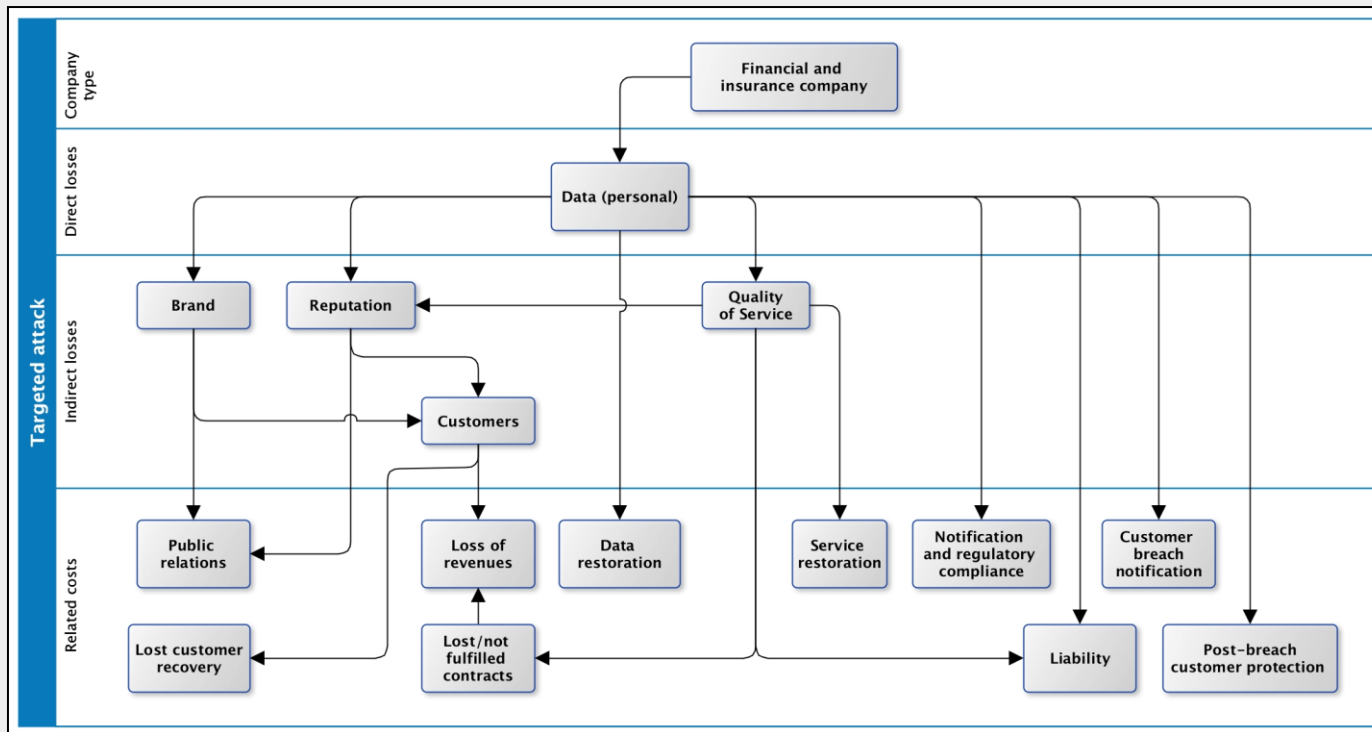 Targeted attack
Company
type
Financial and
insurance company
Direct losses
Data (personal)
Indirect losses
Brand
Reputation
Quality
of Service
Customers
Related costs
Public
relations
Loss of
revenues
Data
restoration
Service
restoration
Notification
and regulatory
compliance
Customer
breach
notification
Lost customer
recovery
Lost/not
fulfilled
contracts
Liability
Post-breach
customer protection